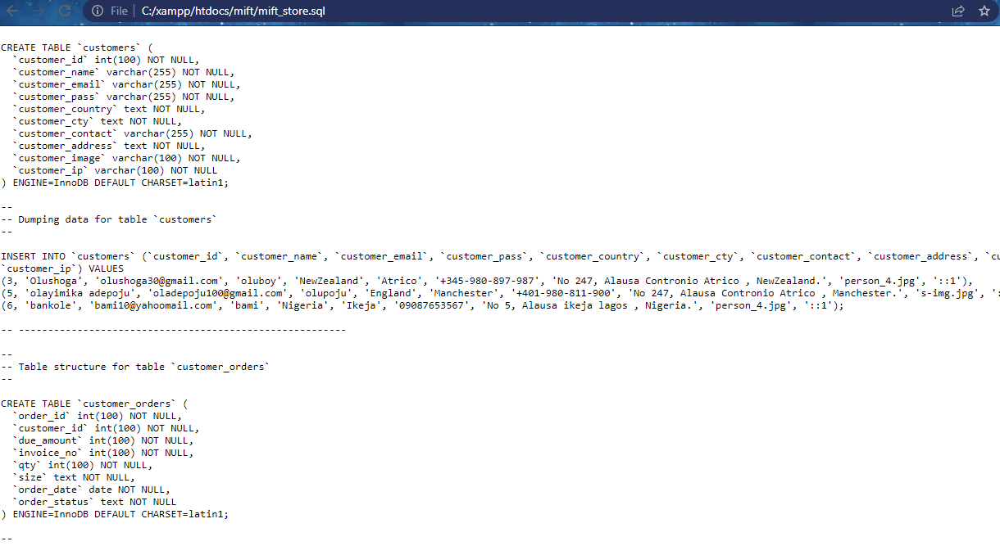 File | C:/xampp/htdocs/mift/mift_store.sql
CREATE TABLE `customers` (
  `customer_id` int(100) NOT NULL,
  `customer_name` varchar(255) NOT NULL,
  `customer_email` varchar(255) NOT NULL,
  `customer_pass` varchar(255) NOT NULL,
  `customer_country` text NOT NULL,
  `customer_cty` text NOT NULL,
  `customer_contact` varchar(255) NOT NULL,
  `customer_address` text NOT NULL,
  `customer_image` varchar(100) NOT NULL,
  `customer_ip` varchar(100) NOT NULL
) ENGINE=InnoDB DEFAULT CHARSET=latin1;
--
-- Dumping data for table `customers`
--
INSERT INTO `customers` (`customer_id`, `customer_name`, `customer_email`, `customer_pass`, `customer_country`, `customer_cty`, `customer_contact`, `customer_address`,
`customer_ip`) VALUES
(3, 'Olushoga', 'olushoga30@gmail.com', 'oluboy', 'NewZealand', 'Atrico', '+345-980-897-987', 'No 247, Alausa Contronio Atrico , NewZealand.', 'person_4.jpg', '::1'),
(5, 'olayimika adepoju', 'oladepoju100@gmail.com', 'olupoju', 'England', 'Manchester', '+401-980-811-900', 'No 247, Alausa Contronio Atrico , Manchester.', 's-img.jpg',
(6, 'bankole', 'bami10@yahoomail.com', 'bami', 'Nigeria', 'Ikeja', '09087653567', 'No 5, Alausa ikeja lagos , Nigeria.', 'person_4.jpg', '::1');
-- --------------------------------------------------------
--
-- Table structure for table `customer_orders`
--
CREATE TABLE `customer_orders` (
  `order_id` int(100) NOT NULL,
  `customer_id` int(100) NOT NULL,
  `due_amount` int(100) NOT NULL,
  `invoice_no` int(100) NOT NULL,
  `qty` int(100) NOT NULL,
  `size` text NOT NULL,
  `order_date` date NOT NULL,
  `order_status` text NOT NULL
) ENGINE=InnoDB DEFAULT CHARSET=latin1;
--